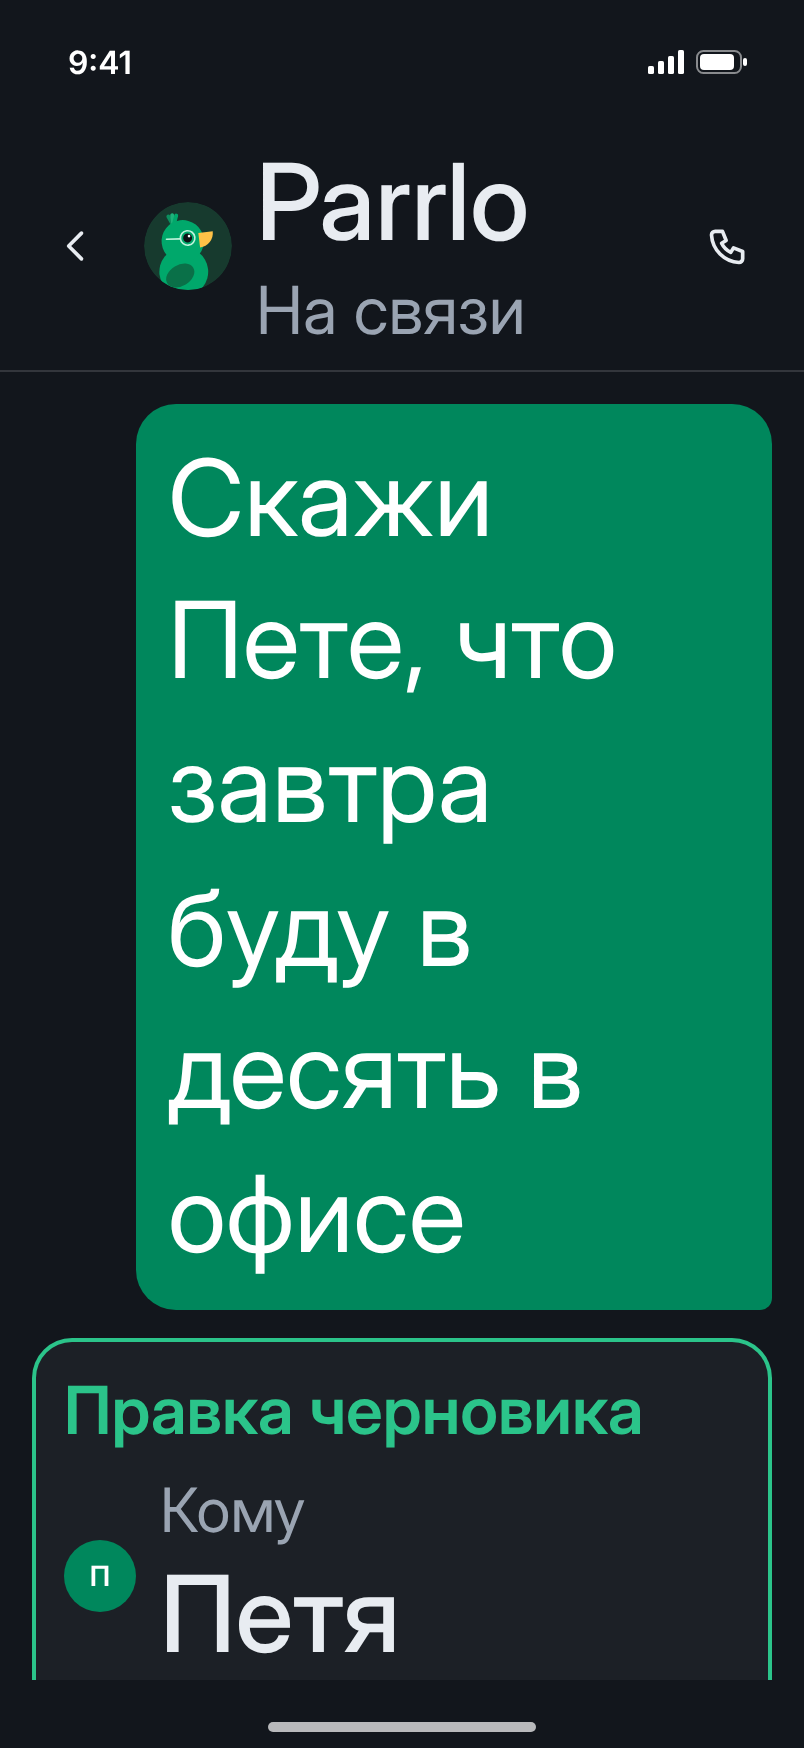 9:41
Parrlo
На связи
Скажи
Пете, что
завтра
буду в
десять в
офисе
Правка черновика
Кому
П
Петя